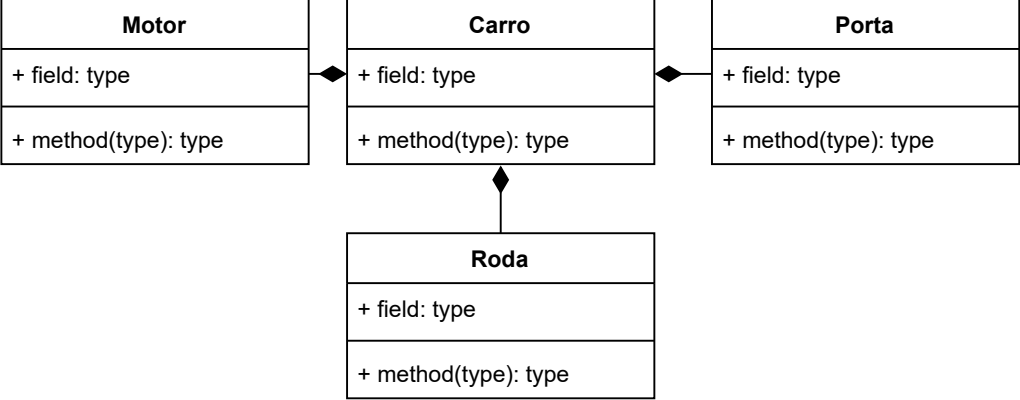 Motor
+ field: type
+ method(type): type
Carro
+ field: type
+ method(type): type
Porta
+ field: type
+ method(type): type
Roda
+ field: type
+ method(type): type